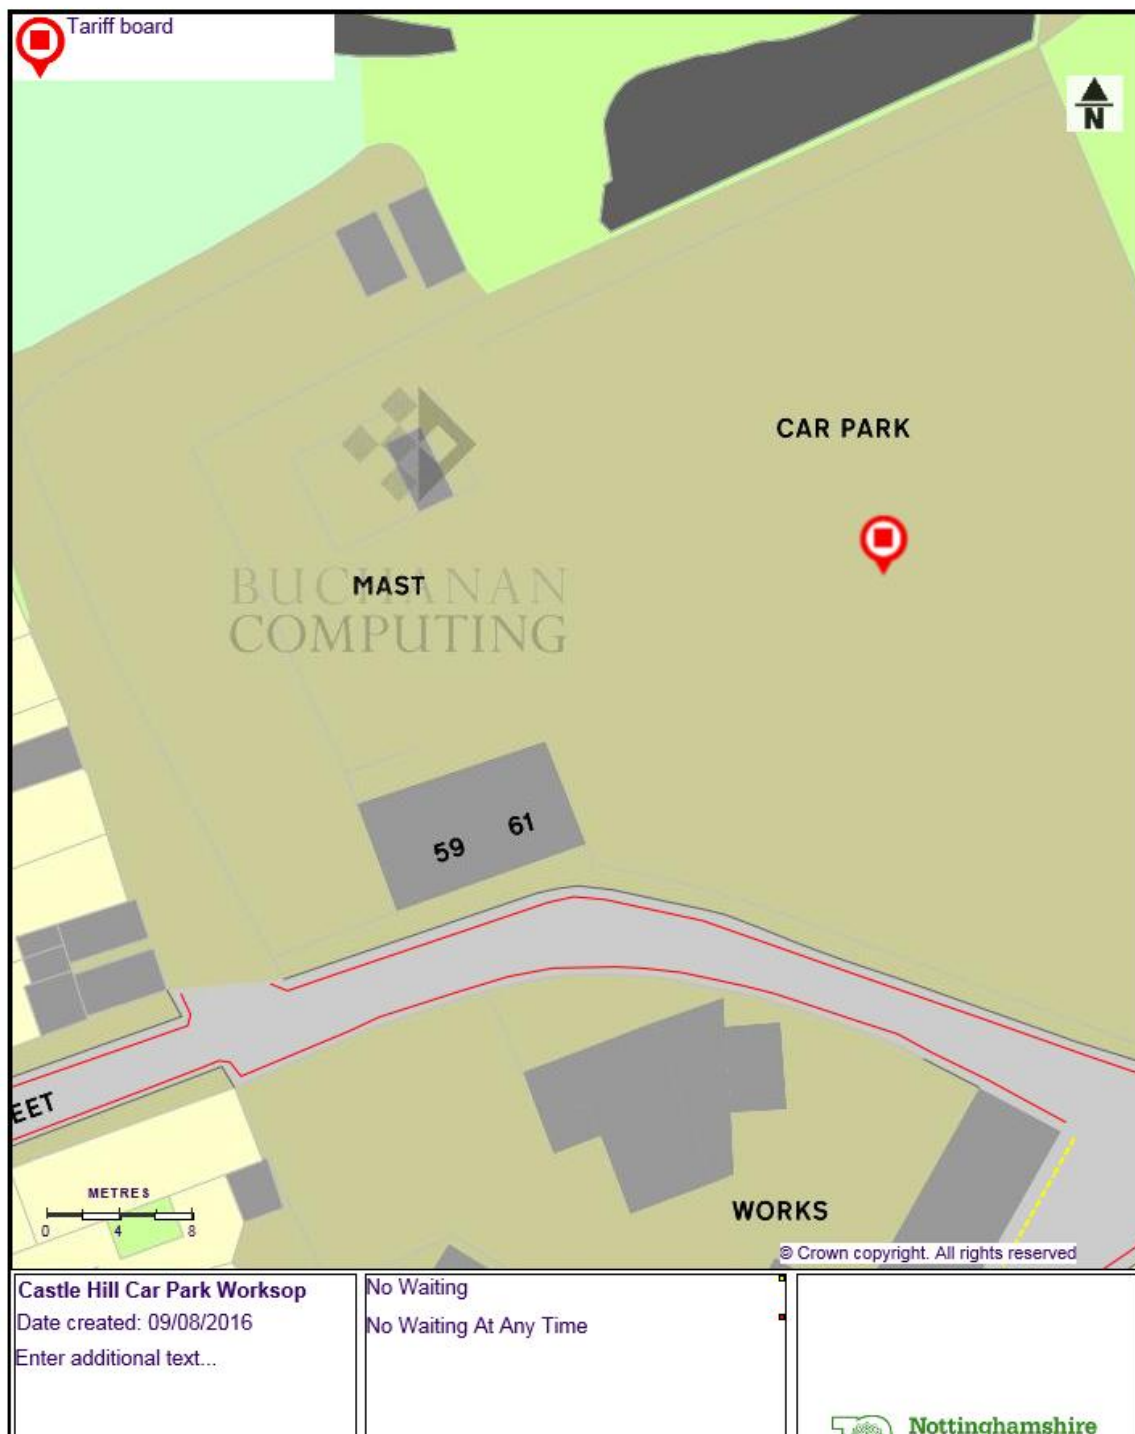 Tariff board
N
CAR PARK
MAST
BUCHANAN
COMPUTING
59 61
EET
METRES
0 4 8
WORKS
© Crown copyright. All rights reserved
Castle Hill Car Park Worksop
Date created: 09/08/2016
Enter additional text...
No Waiting
No Waiting At Any Time
Nottinghamshire